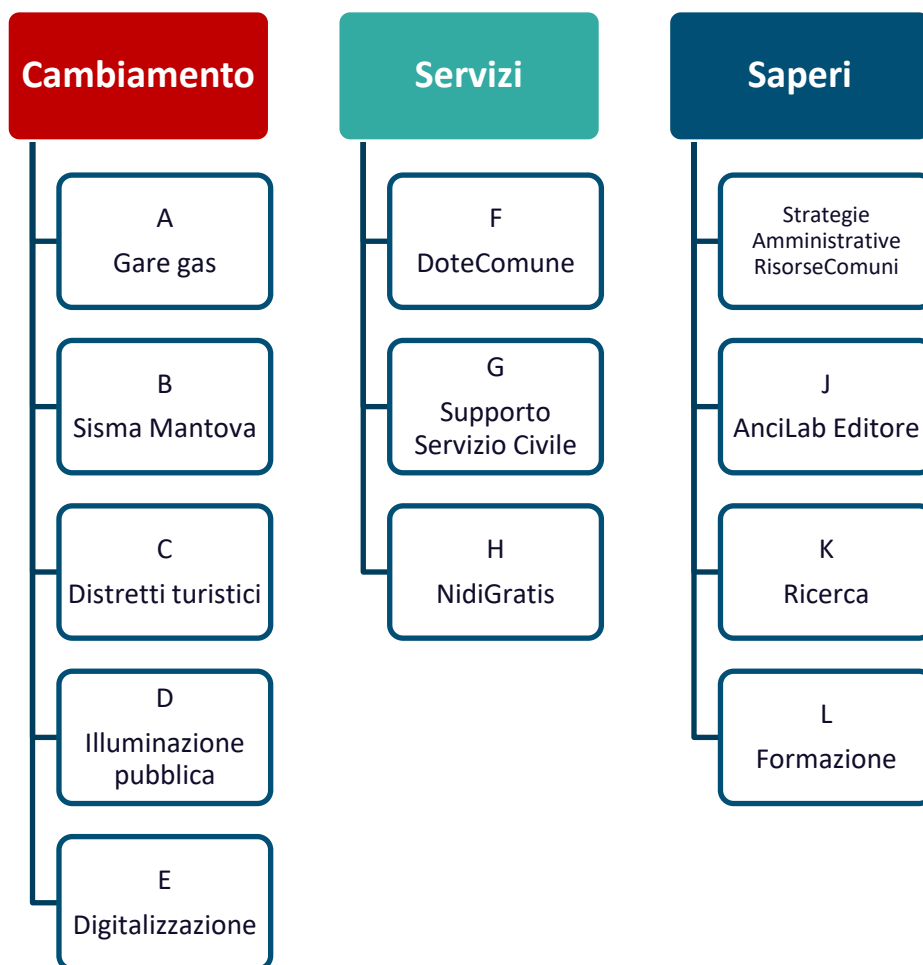 Cambiamento
A
Gare gas
B
Sisma Mantova
C
Distretti turistici
D
Illuminazione
pubblica
E
Digitalizzazione
Servizi
F
DoteComune
G
Supporto
Servizio Civile
H
NidiGratis
Saperi
Strategie
Amministrative
RisorseComuni
J
AnciLab Editore
K
Ricerca
L
Formazione